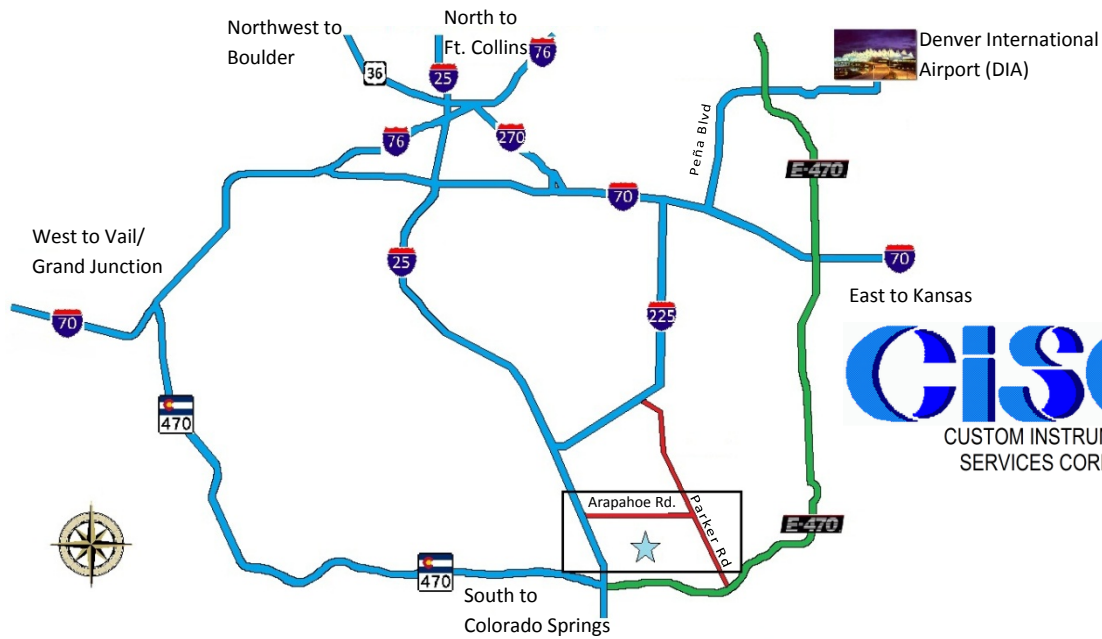 Northwest to
Boulder
North to
Ft. Collins
Denver International
Airport (DIA)
36
25
76
76
270
Peña Blvd
E-470
70
West to Vail/
Grand Junction
25
70
70
East to Kansas
225
470
CiSC
CUSTOM
SERVICES
Arapahoe Rd.
Parker Rd
E-470
470
South to
Colorado Springs